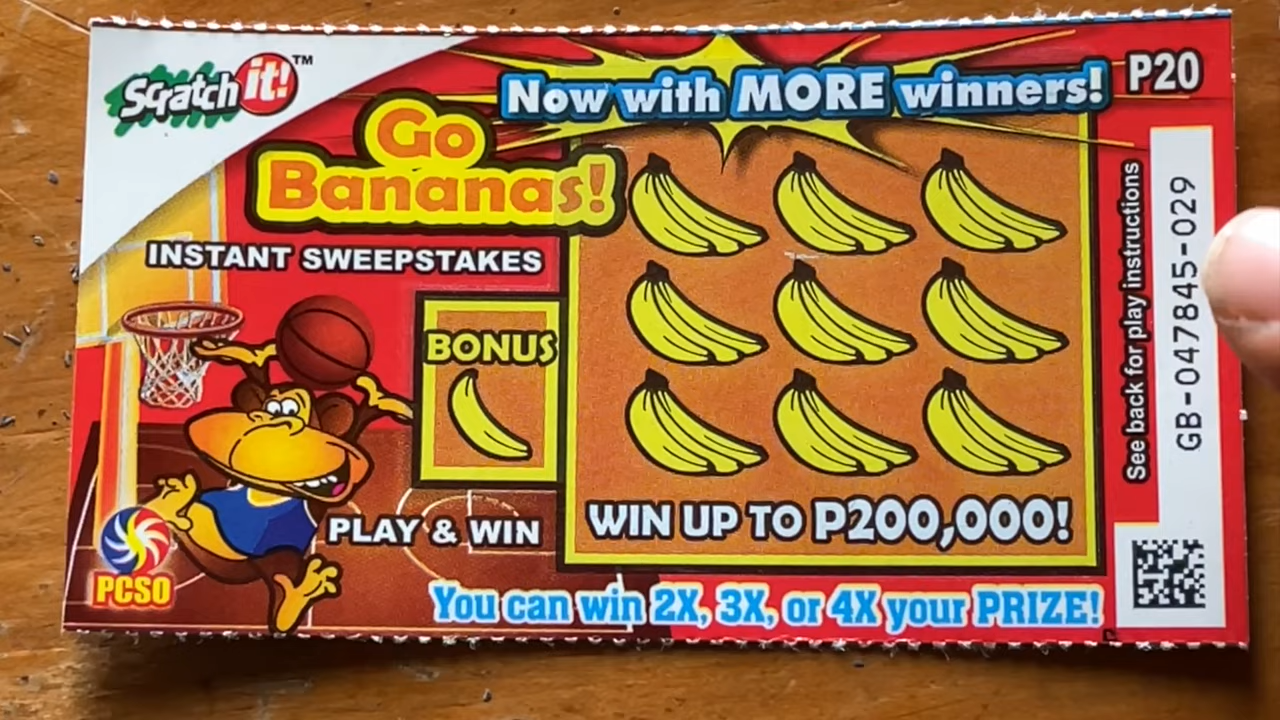 Scratch it!™
Now with MORE winners!
P20
Go
Bananas!
INSTANT SWEEPSTAKES
BONUS
See back for play instructions
GB-047845-029
PLAY & WIN
WIN UP TO P200,000!
PCSO
You can win 2X, 3X, or 4X your PRIZE!